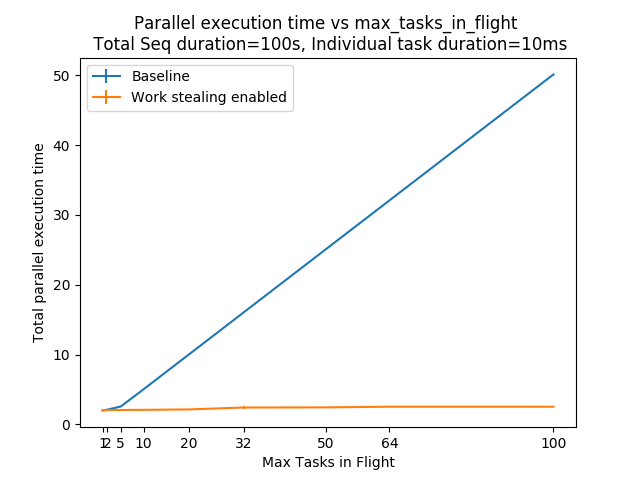 Parallel execution time vs max_tasks_in_flight
Total Seq duration=100s, Individual task duration=10ms
Baseline
Work stealing enabled
Total parallel execution time
50
40
30
20
10
0
1 2 5 10 20 32 50 64 100
Max Tasks in Flight